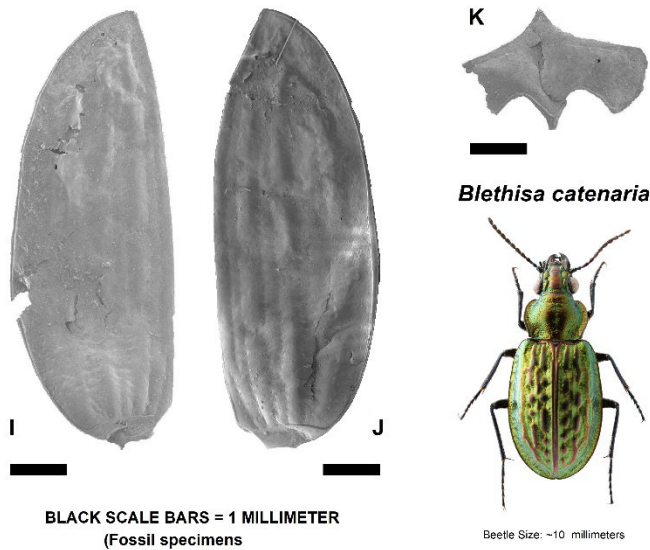 K
Blethisa catenaria
I
J
BLACK SCALE BARS = 1 MILLIMETER
(Fossil specimens
Beetle Size: ~10 millimeters